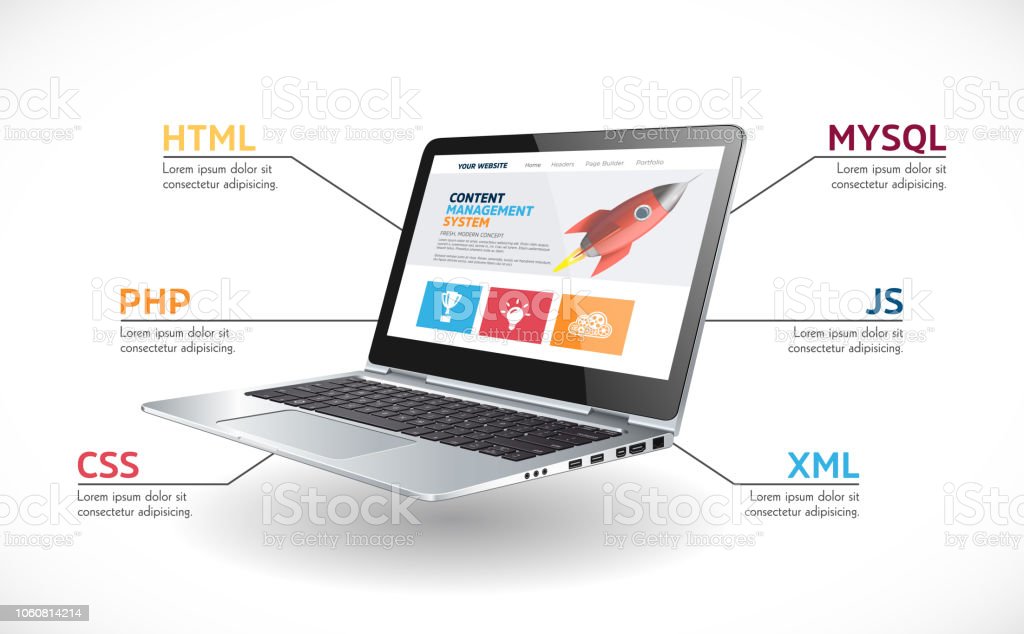 HTML
Lorem ipsum dolor sit
consectetur adipisicing.
PHP
Lorem ipsum dolor sit
consectetur adipisicing.
CSS
Lorem ipsum dolor sit
consectetur adipisicing.
YOUR WEBSITE Home Headers Page Builder Portfolio
CONTENT
MANAGEMENT
SYSTEM
FRESH, MODERN CONCEPT
MYSQL
Lorem ipsum dolor sit
consectetur adipisicing.
JS
Lorem ipsum dolor sit
consectetur adipisicing.
XML
Lorem ipsum dolor sit
consectetur adipisicing.
iStock
by Getty Images™
1060814214